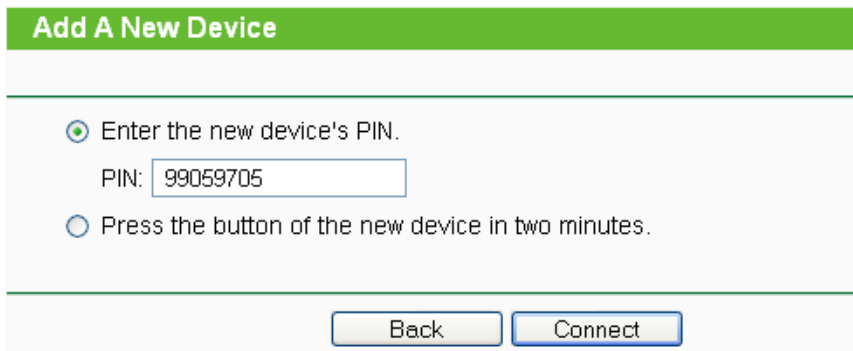 Add A New Device
Enter the new device's PIN.
PIN: 99059705
Press the button of the new device in two minutes.
Back Connect